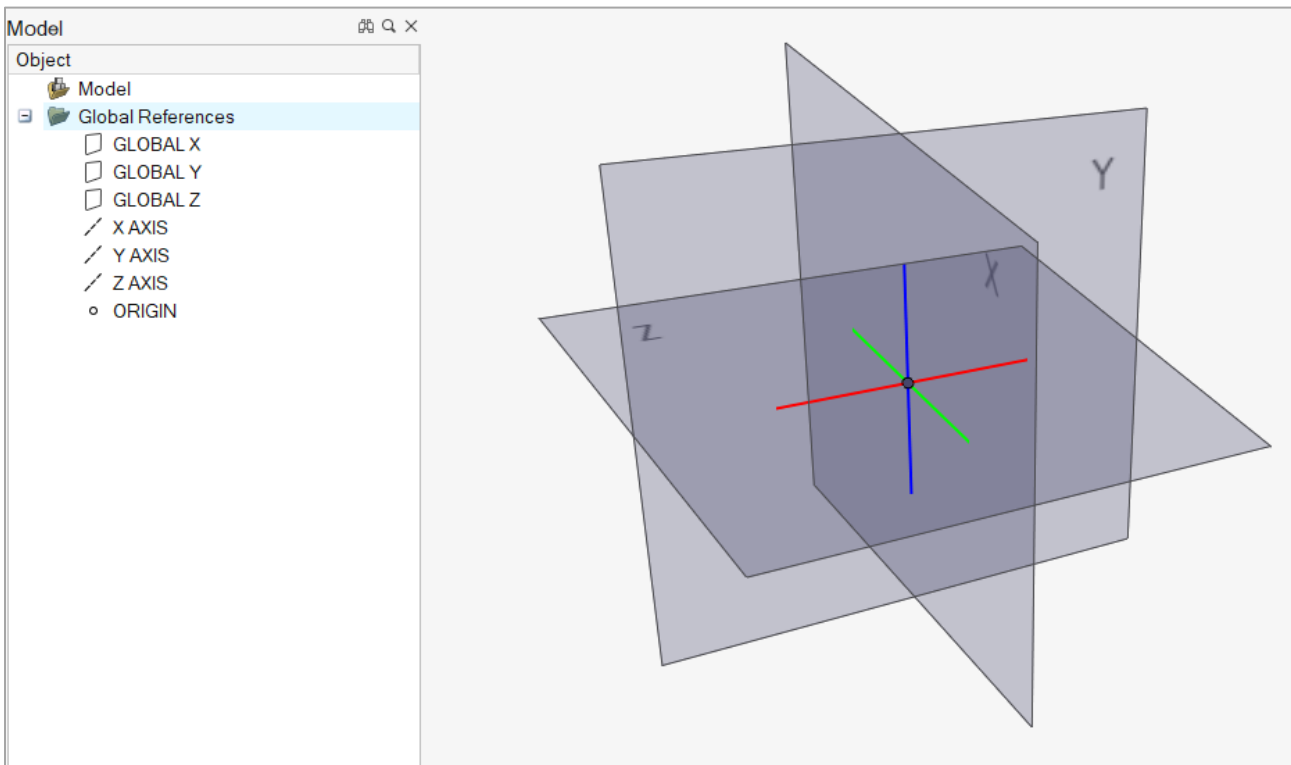 Model
Object
Model
Global References
GLOBAL X
GLOBAL Y
GLOBAL Z
X AXIS
Y AXIS
Z AXIS
ORIGIN
Y
X
Z